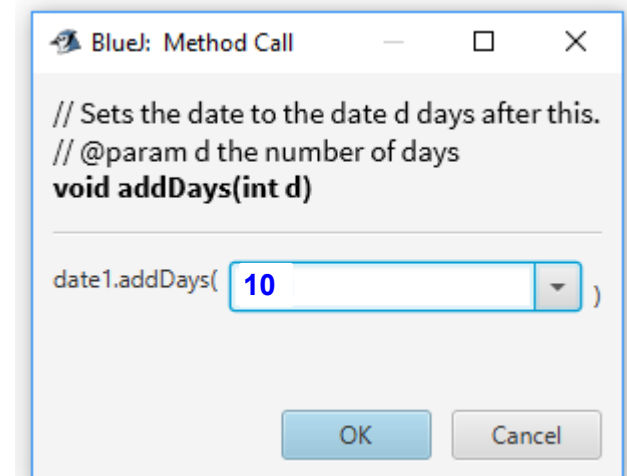 BlueJ: Method Call
// Sets the date to the date d days after this.
// @param d the number of days
void addDays(int d)
date1.addDays( 10 )
OK Cancel